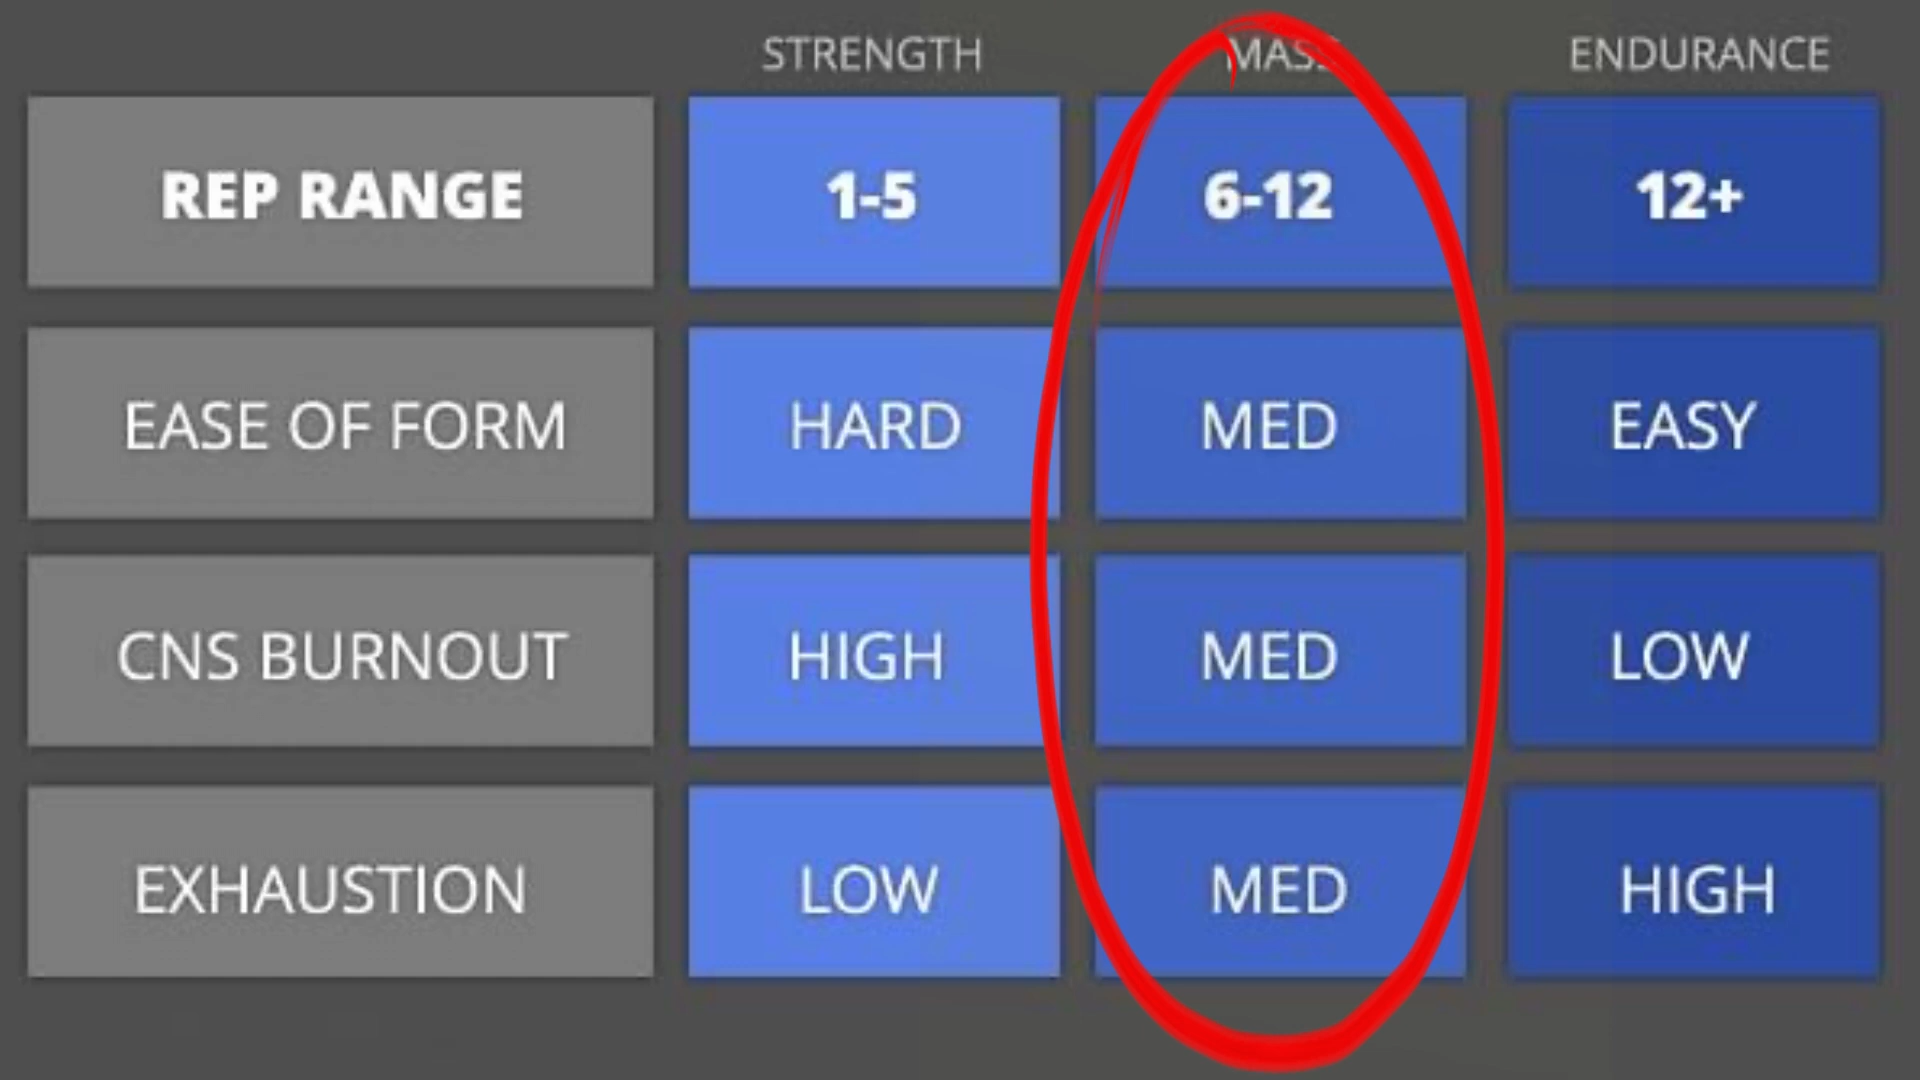 STRENGTH MASS ENDURANCE
REP RANGE 1-5 6-12 12+
EASE OF FORM HARD MED EASY
CNS BURNOUT HIGH MED LOW
EXHAUSTION LOW MED HIGH